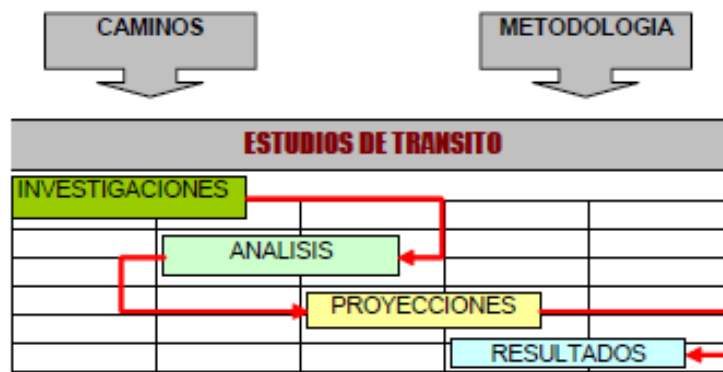 CAMINOS
METODOLOGIA
ESTUDIOS DE TRANSITO
INVESTIGACIONES
ANALISIS
PROYECCIONES
RESULTADOS